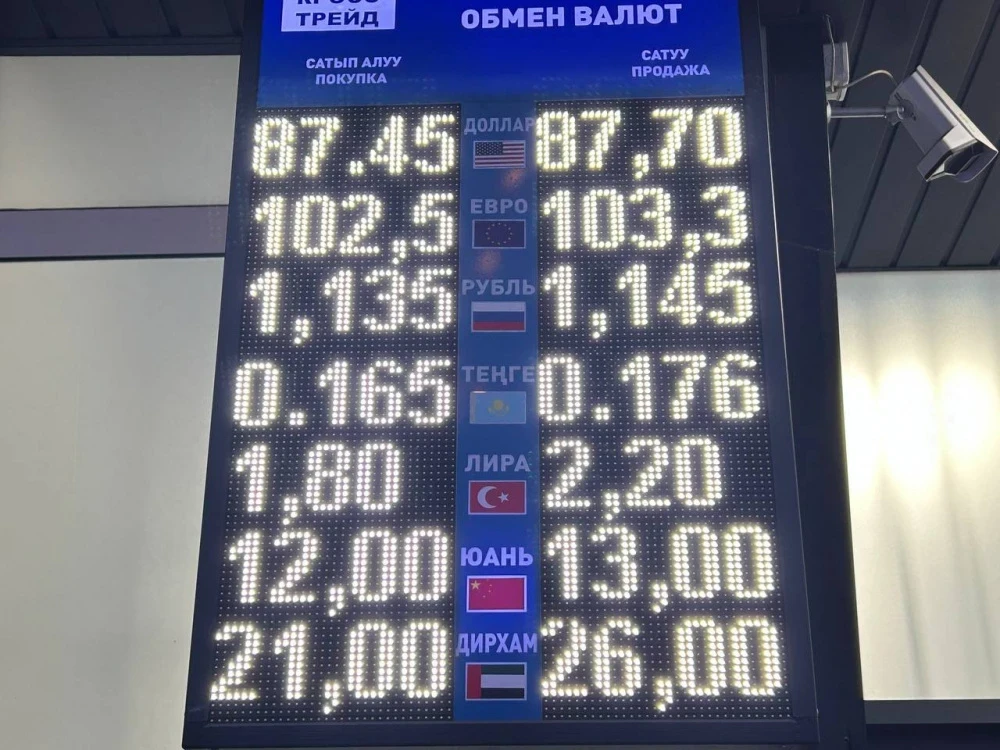 КРОСС
ТРЕЙД
ОБМЕН ВАЛЮТ
САТЫП АЛУУ
ПОКУПКА
САТУУ
ПРОДАЖА
87.45 ДОЛЛАР 87,70
102,5 ЕВРО 103,3
1,135 РУБЛЬ 1,145
0.165 ТЕҢГЕ 0.176
1,80 ЛИРА 2,20
12,00 ЮАНЬ 13,00
21,00 ДИРХАМ 26,00